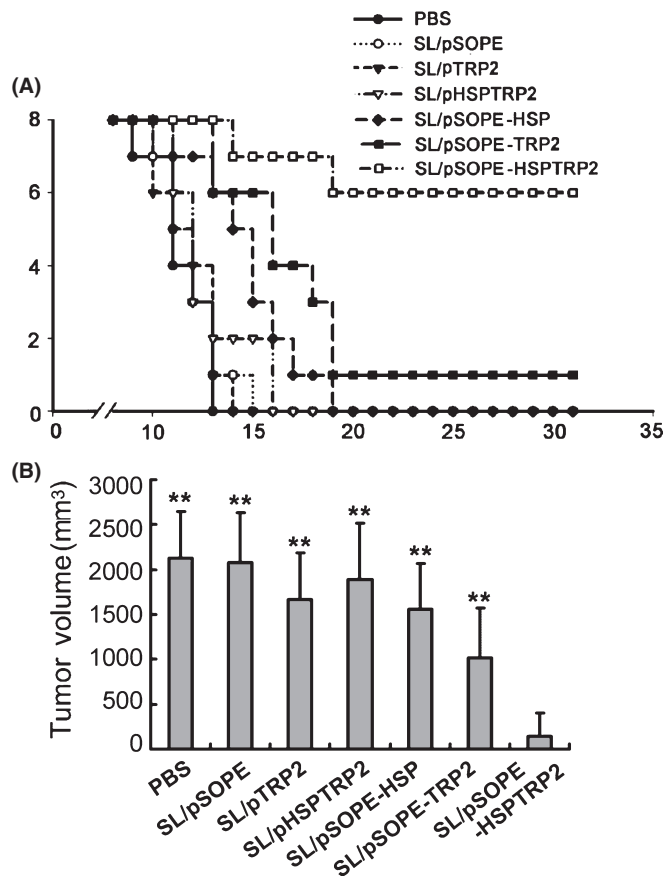 PBS
SL/pSOPE
SL/pTRP2
SL/pHSPTRP2
SL/pSOPE-HSP
SL/pSOPE-TRP2
SL/pSOPE-HSPTRP2
(A)
8
6
4
2
0
0 10 15 20 25 30 35
(B)
Tumor volume (mm³)
3000
2500
2000
1500
1000
500
0
** ** ** ** ** **
PBS
SL/pSOPE
SL/pTRP2
SL/pHSPTRP2
SL/pSOPE-HSP
SL/pSOPE-TRP2
SL/pSOPE
-HSPTRP2